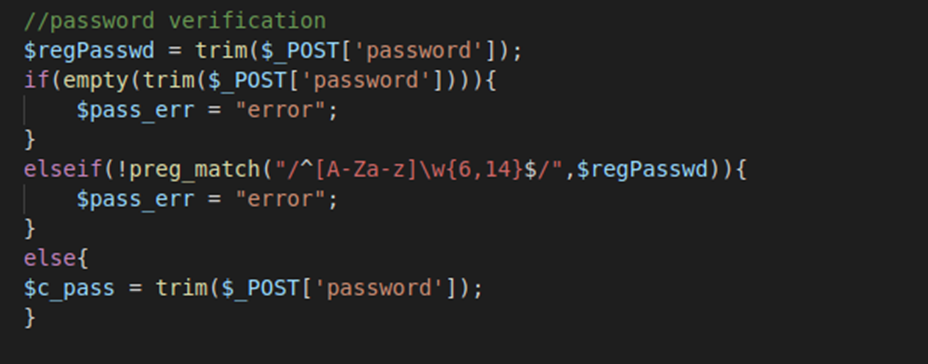 //password verification
$regPasswd = trim($_POST['password']);
if(empty(trim($_POST['password']))){
    $pass_err = "error";
}
elseif(!preg_match("/^[A-Za-z]\w{6,14}$/",$regPasswd)){
    $pass_err = "error";
}
else{
$c_pass = trim($_POST['password']);
}